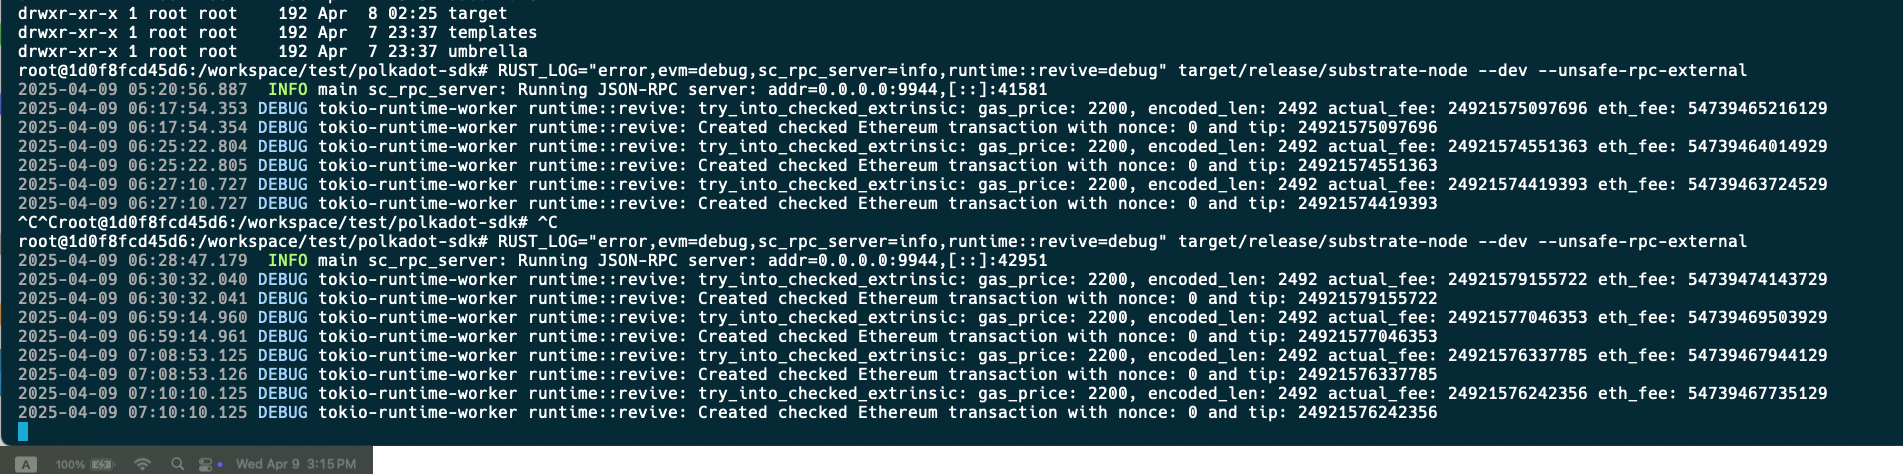 drwxr-xr-x 1 root root    192 Apr  8 02:25 target
drwxr-xr-x 1 root root    192 Apr  7 23:37 templates
drwxr-xr-x 1 root root    192 Apr  7 23:37 umbrella
root@1d0f8fcd45d6:/workspace/test/polkadot-sdk# RUST_LOG="error,evm=debug,sc_rpc_server=info,runtime::revive=debug" target/release/substrate-node --dev --unsafe-rpc-external
2025-04-09 05:20:56.887  INFO main sc_rpc_server: Running JSON-RPC server: addr=0.0.0.0:9944,[::]:41581
2025-04-09 06:17:54.353 DEBUG tokio-runtime-worker runtime::revive: try_into_checked_extrinsic: gas_price: 2200, encoded_len: 2492 actual_fee: 24921575097696 eth_fee: 54739465216129
2025-04-09 06:17:54.354 DEBUG tokio-runtime-worker runtime::revive: Created checked Ethereum transaction with nonce: 0 and tip: 24921575097696
2025-04-09 06:25:22.804 DEBUG tokio-runtime-worker runtime::revive: try_into_checked_extrinsic: gas_price: 2200, encoded_len: 2492 actual_fee: 24921574551363 eth_fee: 54739464014929
2025-04-09 06:25:22.805 DEBUG tokio-runtime-worker runtime::revive: Created checked Ethereum transaction with nonce: 0 and tip: 24921574551363
2025-04-09 06:27:10.727 DEBUG tokio-runtime-worker runtime::revive: try_into_checked_extrinsic: gas_price: 2200, encoded_len: 2492 actual_fee: 24921574419393 eth_fee: 54739463724529
2025-04-09 06:27:10.727 DEBUG tokio-runtime-worker runtime::revive: Created checked Ethereum transaction with nonce: 0 and tip: 24921574419393
^C^Croot@1d0f8fcd45d6:/workspace/test/polkadot-sdk# ^C
root@1d0f8fcd45d6:/workspace/test/polkadot-sdk# RUST_LOG="error,evm=debug,sc_rpc_server=info,runtime::revive=debug" target/release/substrate-node --dev --unsafe-rpc-external
2025-04-09 06:28:47.179  INFO main sc_rpc_server: Running JSON-RPC server: addr=0.0.0.0:9944,[::]:42951
2025-04-09 06:30:32.040 DEBUG tokio-runtime-worker runtime::revive: try_into_checked_extrinsic: gas_price: 2200, encoded_len: 2492 actual_fee: 24921579155722 eth_fee: 54739474143729
2025-04-09 06:30:32.041 DEBUG tokio-runtime-worker runtime::revive: Created checked Ethereum transaction with nonce: 0 and tip: 24921579155722
2025-04-09 06:59:14.960 DEBUG tokio-runtime-worker runtime::revive: try_into_checked_extrinsic: gas_price: 2200, encoded_len: 2492 actual_fee: 24921577046353 eth_fee: 54739469503929
2025-04-09 06:59:14.961 DEBUG tokio-runtime-worker runtime::revive: Created checked Ethereum transaction with nonce: 0 and tip: 24921577046353
2025-04-09 07:08:53.125 DEBUG tokio-runtime-worker runtime::revive: try_into_checked_extrinsic: gas_price: 2200, encoded_len: 2492 actual_fee: 24921576337785 eth_fee: 54739467944129
2025-04-09 07:08:53.126 DEBUG tokio-runtime-worker runtime::revive: Created checked Ethereum transaction with nonce: 0 and tip: 24921576337785
2025-04-09 07:10:10.125 DEBUG tokio-runtime-worker runtime::revive: try_into_checked_extrinsic: gas_price: 2200, encoded_len: 2492 actual_fee: 24921576242356 eth_fee: 54739467735129
2025-04-09 07:10:10.125 DEBUG tokio-runtime-worker runtime::revive: Created checked Ethereum transaction with nonce: 0 and tip: 24921576242356
A 100% Wed Apr 9 3:15 PM